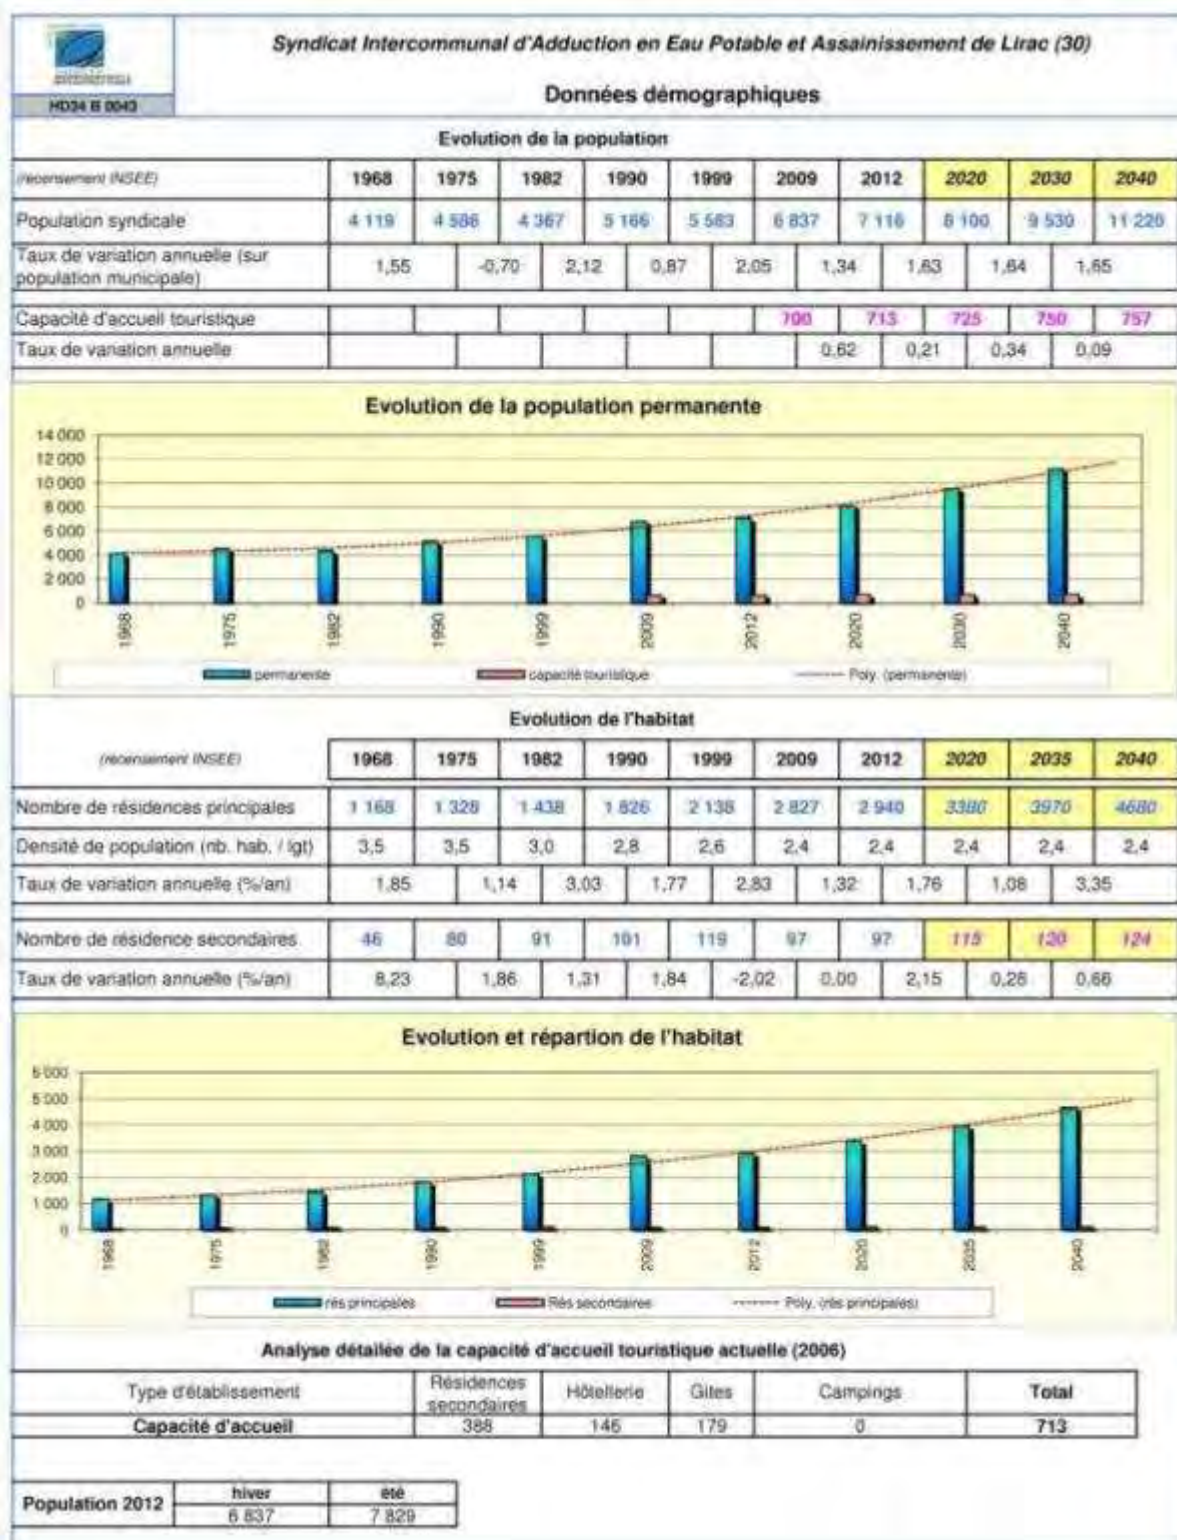 Syndicat Intercommunal d'Adduction en Eau Potable et Assainissement de Lirac (30)
HD34 B 0043
Données démographiques
Evolution de la population
(recensement INSEE) 1968 1975 1982 1990 1999 2009 2012 2020 2030 2040
Population syndicale 4 119 4 586 4 367 5 166 5 583 6 837 7 116 8 100 9 530 11 220
Taux de variation annuelle (sur
population municipale) 1,55 -0,70 2,12 0,87 2,05 1,34 1,63 1,64 1,65
Capacité d'accueil touristique 700 713 725 750 757
Taux de variation annuelle 0,62 0,21 0,34 0,09
Evolution de la population permanente
14 000
12 000
10 000
8 000
6 000
4 000
2 000
0
1968 1975 1982 1990 1999 2009 2012 2020 2030 2040
permanente capacité touristique Poly. (permanente)
Evolution de l'habitat
(recensement INSEE) 1968 1975 1982 1990 1999 2009 2012 2020 2035 2040
Nombre de résidences principales 1 168 1 328 1 438 1 826 2 138 2 827 2 940 3380 3970 4680
Densité de population (nb. hab. / lgt) 3,5 3,5 3,0 2,8 2,6 2,4 2,4 2,4 2,4 2,4
Taux de variation annuelle (%/an) 1,85 1,14 3,03 1,77 2,83 1,32 1,76 1,08 3,35
Nombre de résidence secondaires 46 80 91 101 119 97 97 115 120 124
Taux de variation annuelle (%/an) 8,23 1,86 1,31 1,84 -2,02 0,00 2,15 0,28 0,66
Evolution et répartion de l'habitat
6 000
5 000
4 000
3 000
2 000
1 000
0
1968 1975 1982 1990 1999 2009 2012 2020 2035 2040
rés principales Rés secondaires Poly. (rés principales)
Analyse détaillée de la capacité d'accueil touristique actuelle (2006)
Type d'établissement Résidences secondaires Hôtellerie Gites Campings Total
Capacité d'accueil 388 146 179 0 713
Population 2012 hiver été
6 837 7 829